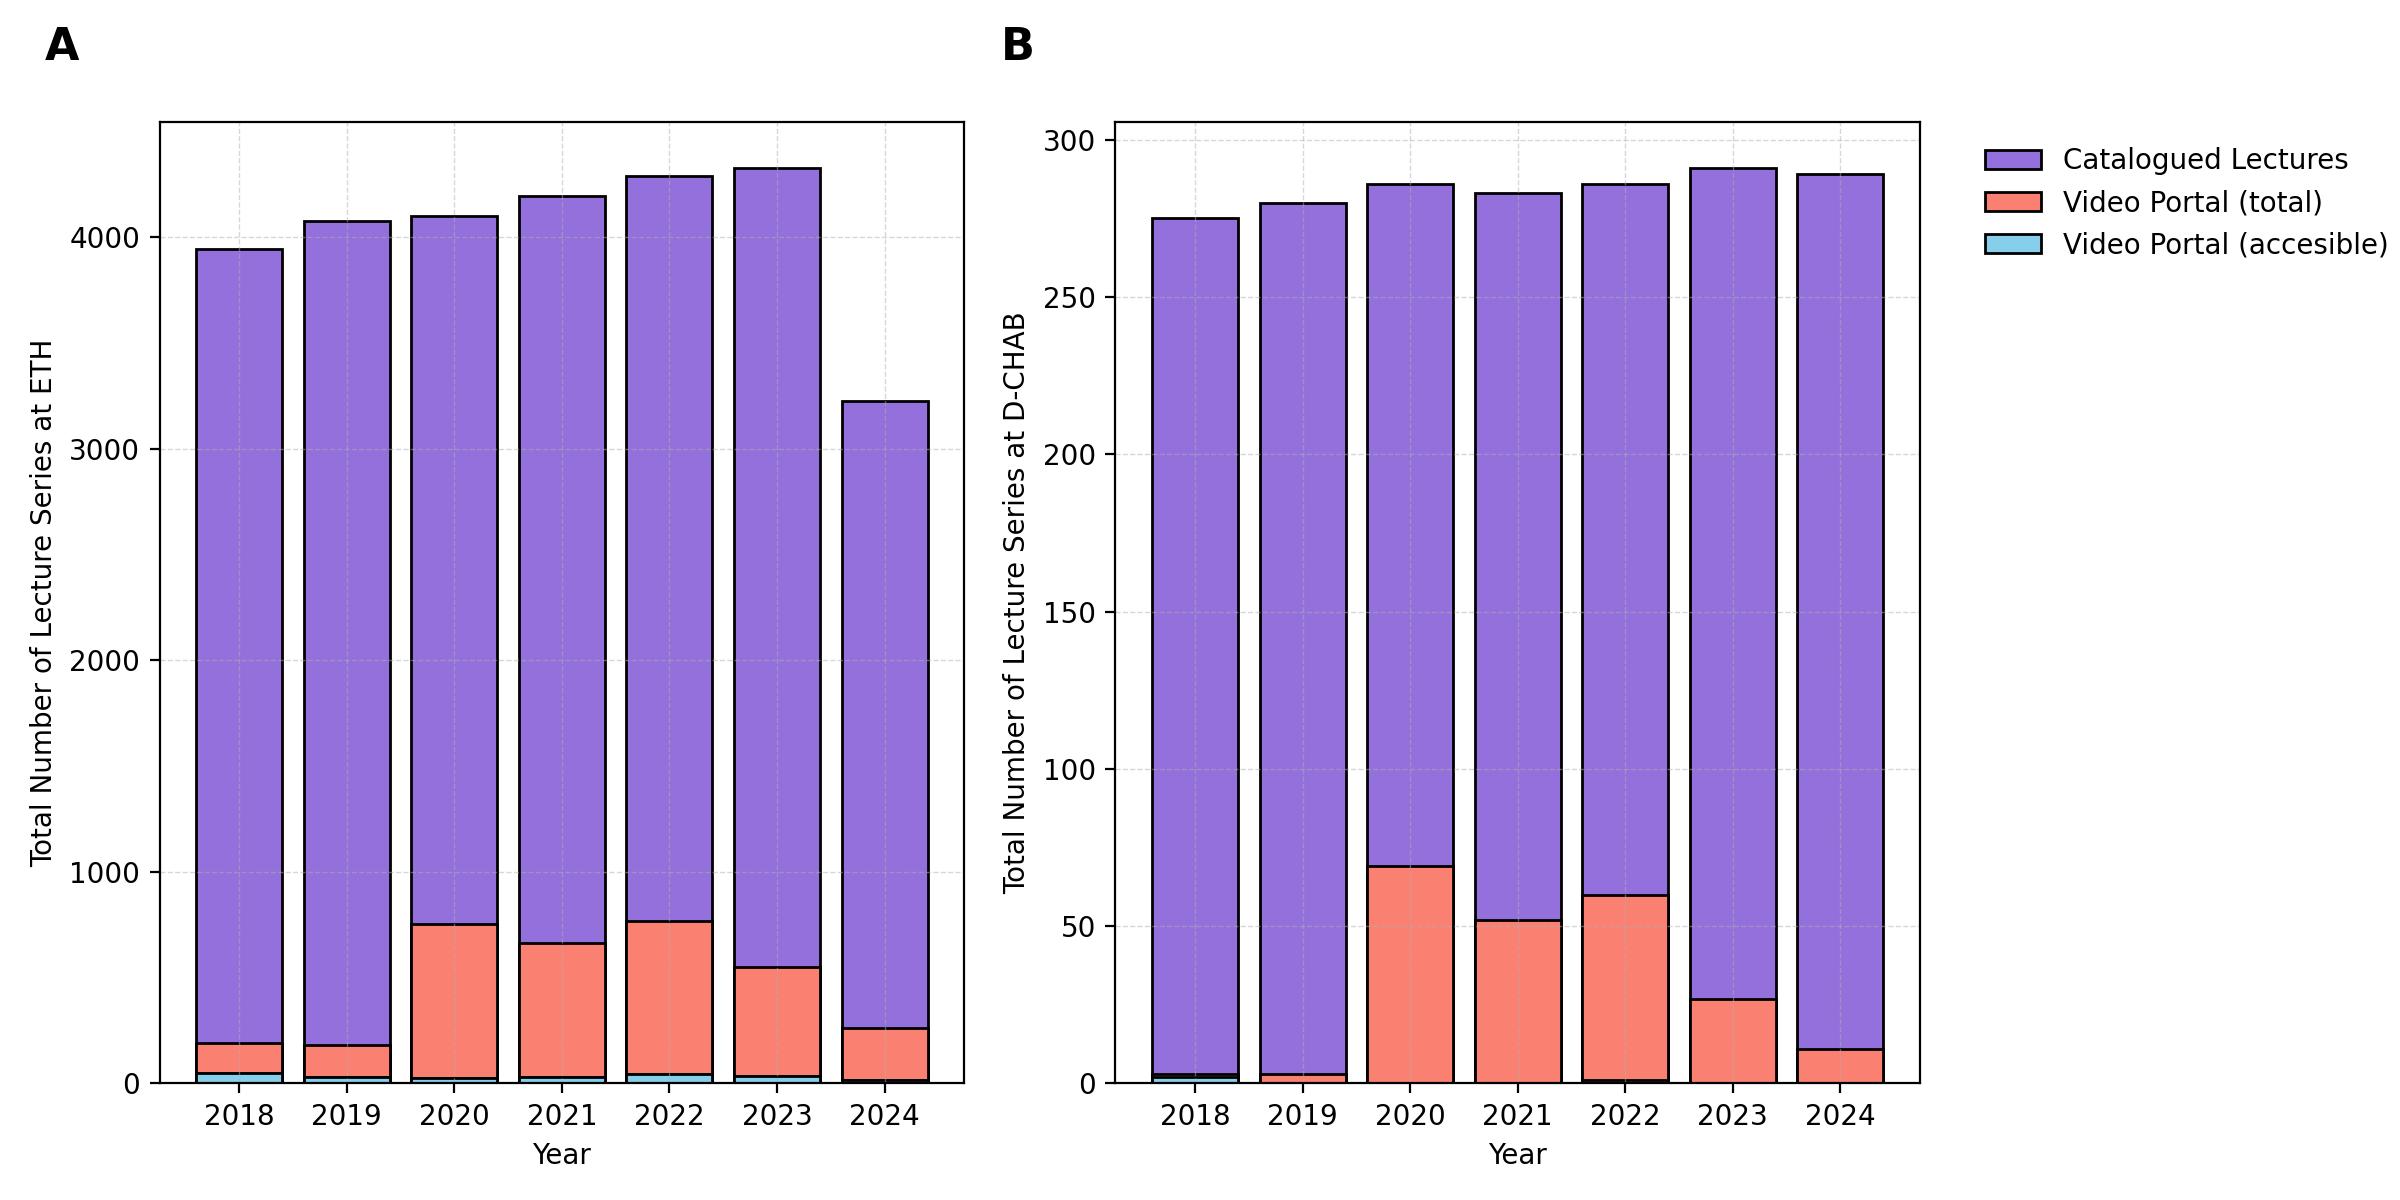 A
Total Number of Lecture Series at ETH
4000
3000
2000
1000
0
2018 2019 2020 2021 2022 2023 2024
Year
B
Total Number of Lecture Series at D-CHAB
300
250
200
150
100
50
0
2018 2019 2020 2021 2022 2023 2024
Year
Catalogued Lectures
Video Portal (total)
Video Portal (accesible)